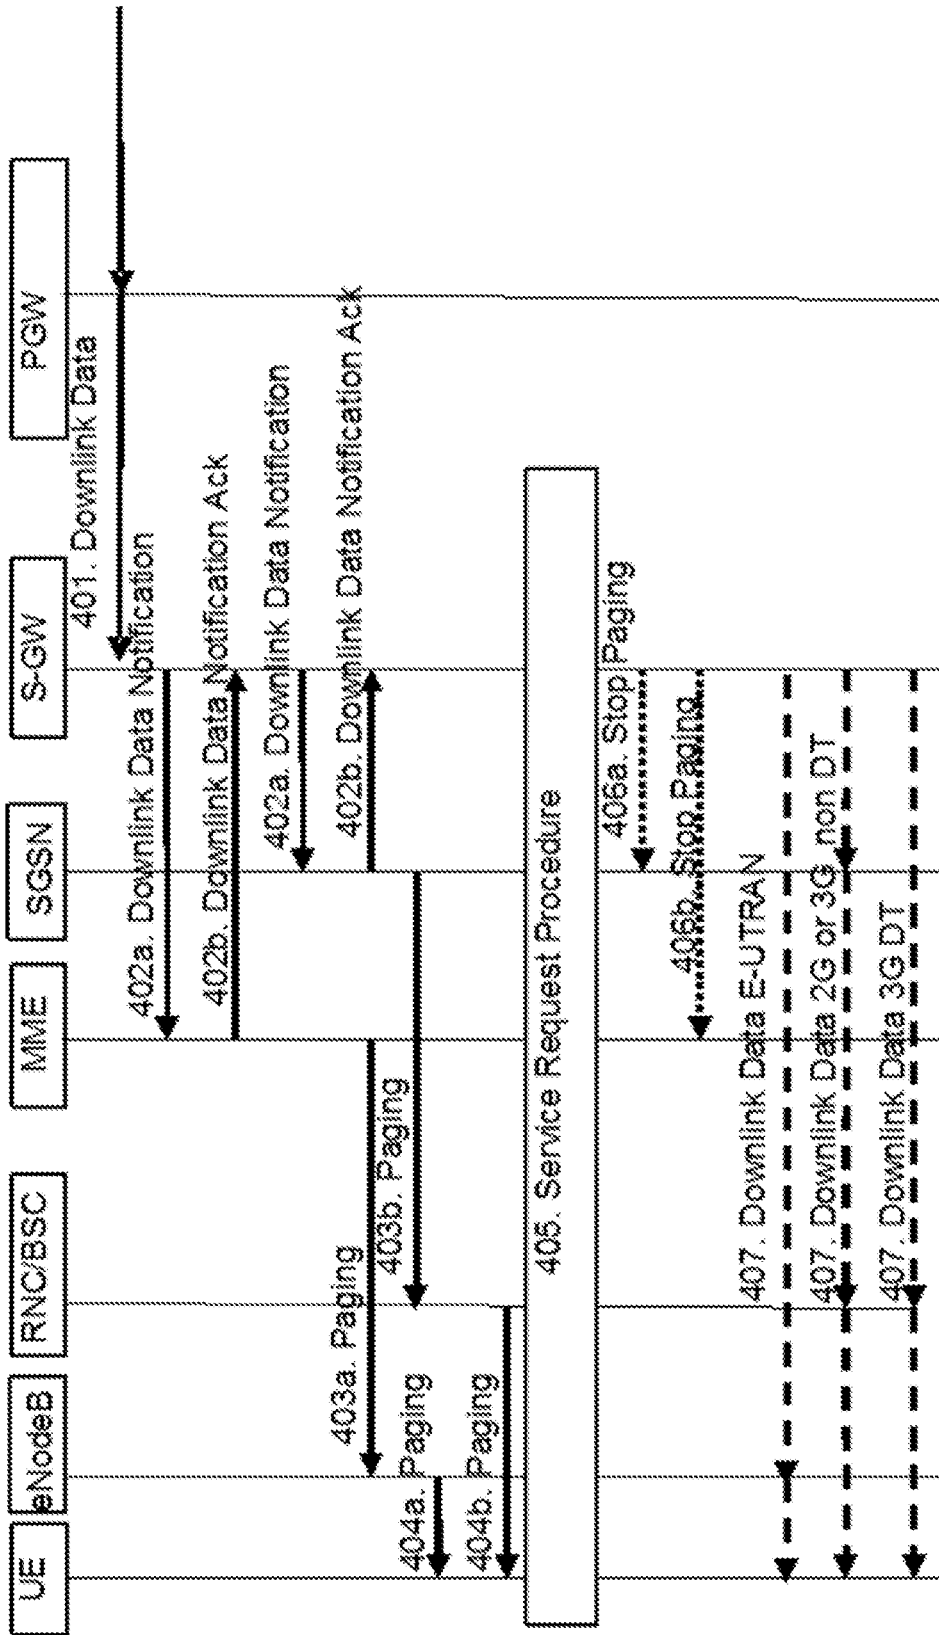 UE
eNodeB
RNC/BSC
MME
SGSN
S-GW
PGW
401. Downlink Data
402a. Downlink Data Notification
402b. Downlink Data Notification Ack
402a. Downlink Data Notification
402b. Downlink Data Notification Ack
403a. Paging
403b. Paging
404a. Paging
404b. Paging
405. Service Request Procedure
406a. Stop Paging
406b. Stop Paging
407. Downlink Data E-UTRAN
407. Downlink Data 2G or 3G non DT
407. Downlink Data 3G DT